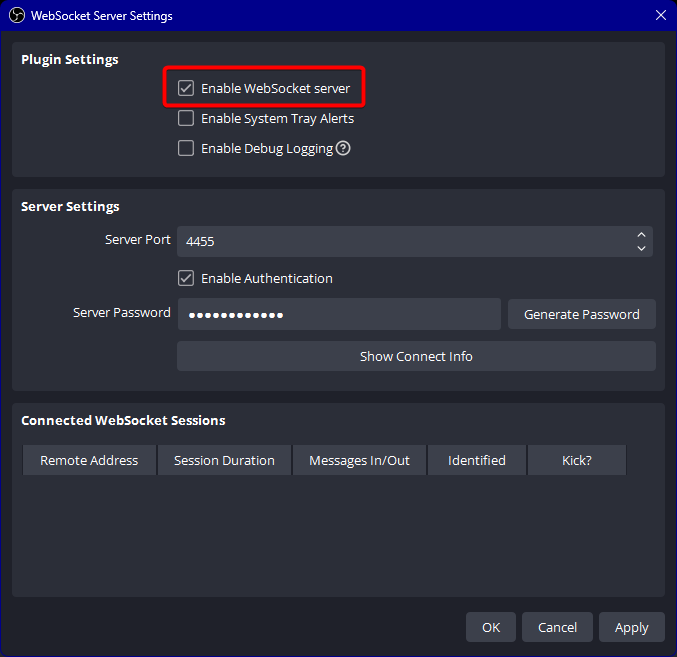 WebSocket Server Settings
Plugin Settings
Enable WebSocket server
Enable System Tray Alerts
Enable Debug Logging ?
Server Settings
Server Port 4455
Enable Authentication
Server Password ●●●●●●●●●●●● Generate Password
Show Connect Info
Connected WebSocket Sessions
Remote Address Session Duration Messages In/Out Identified Kick?
OK Cancel Apply